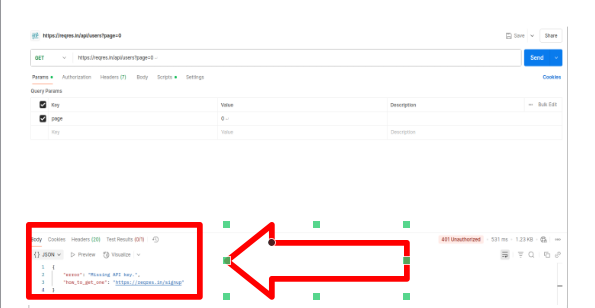 https://reqres.in/api/users?page=0
Save
Share
GET
https://reqres.in/api/users?page=0
Send
Params
Authorization
Headers (7)
Body
Scripts
Settings
Cookies
Query Params
Key
Value
Description
Bulk Edit
page
0
Key
Value
Description
Body
Cookies
Headers (20)
Test Results (0/1)
401 Unauthorized
531 ms
1.23 KB
{} JSON
Preview
Visualize
1 {
2 "error": "Missing API key.",
3 "how_to_get_one": "https://reqres.in/signup"
4 }